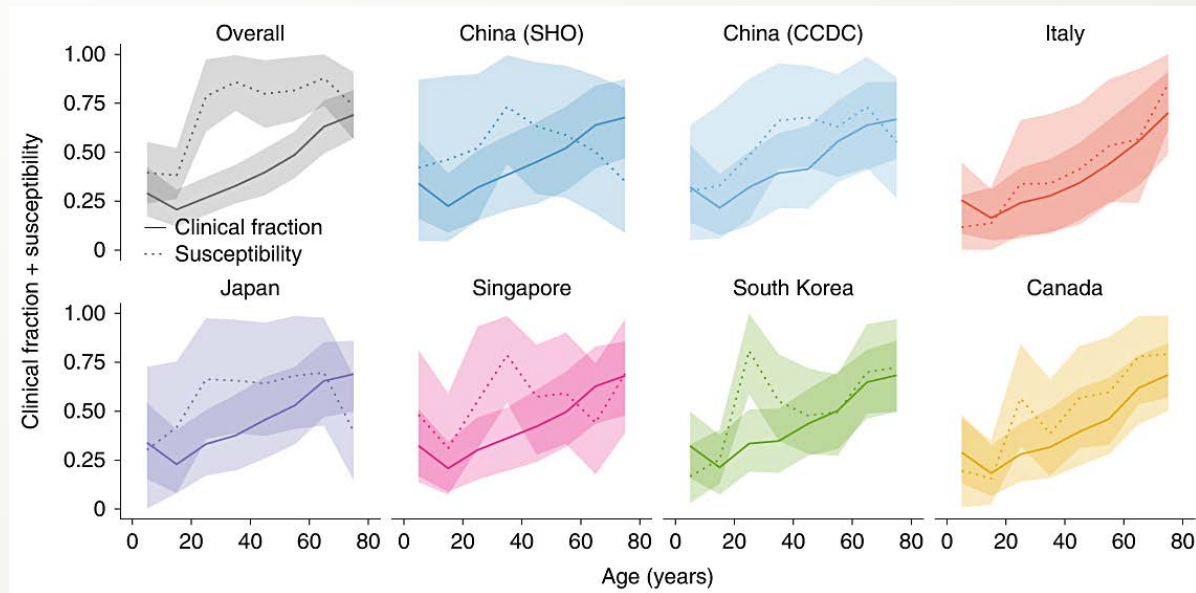 Overall
China (SHO)
China (CCDC)
Italy
1.00
0.75
0.50
0.25
0
Clinical fraction
Susceptibility
Clinical fraction + susceptibility
Japan
Singapore
South Korea
Canada
1.00
0.75
0.50
0.25
0
0 20 40 60 80
0 20 40 60 80
0 20 40 60 80
0 20 40 60 80
Age (years)